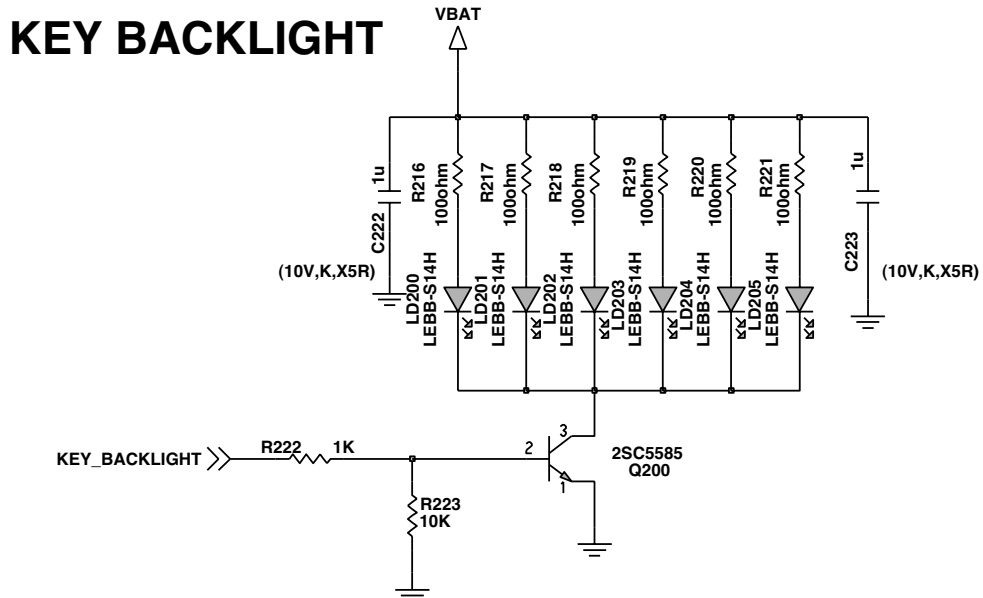 KEY BACKLIGHT
VBAT
1u
C222
(10V,K,X5R)
R216
100ohm
R217
100ohm
R218
100ohm
R219
100ohm
R220
100ohm
R221
100ohm
1u
C223
(10V,K,X5R)
LD200
LEBB-S14H
LD201
LEBB-S14H
LD202
LEBB-S14H
LD203
LEBB-S14H
LD204
LEBB-S14H
LD205
LEBB-S14H
KEY_BACKLIGHT
R222 1K
2
3
1
2SC5585
Q200
R223
10K